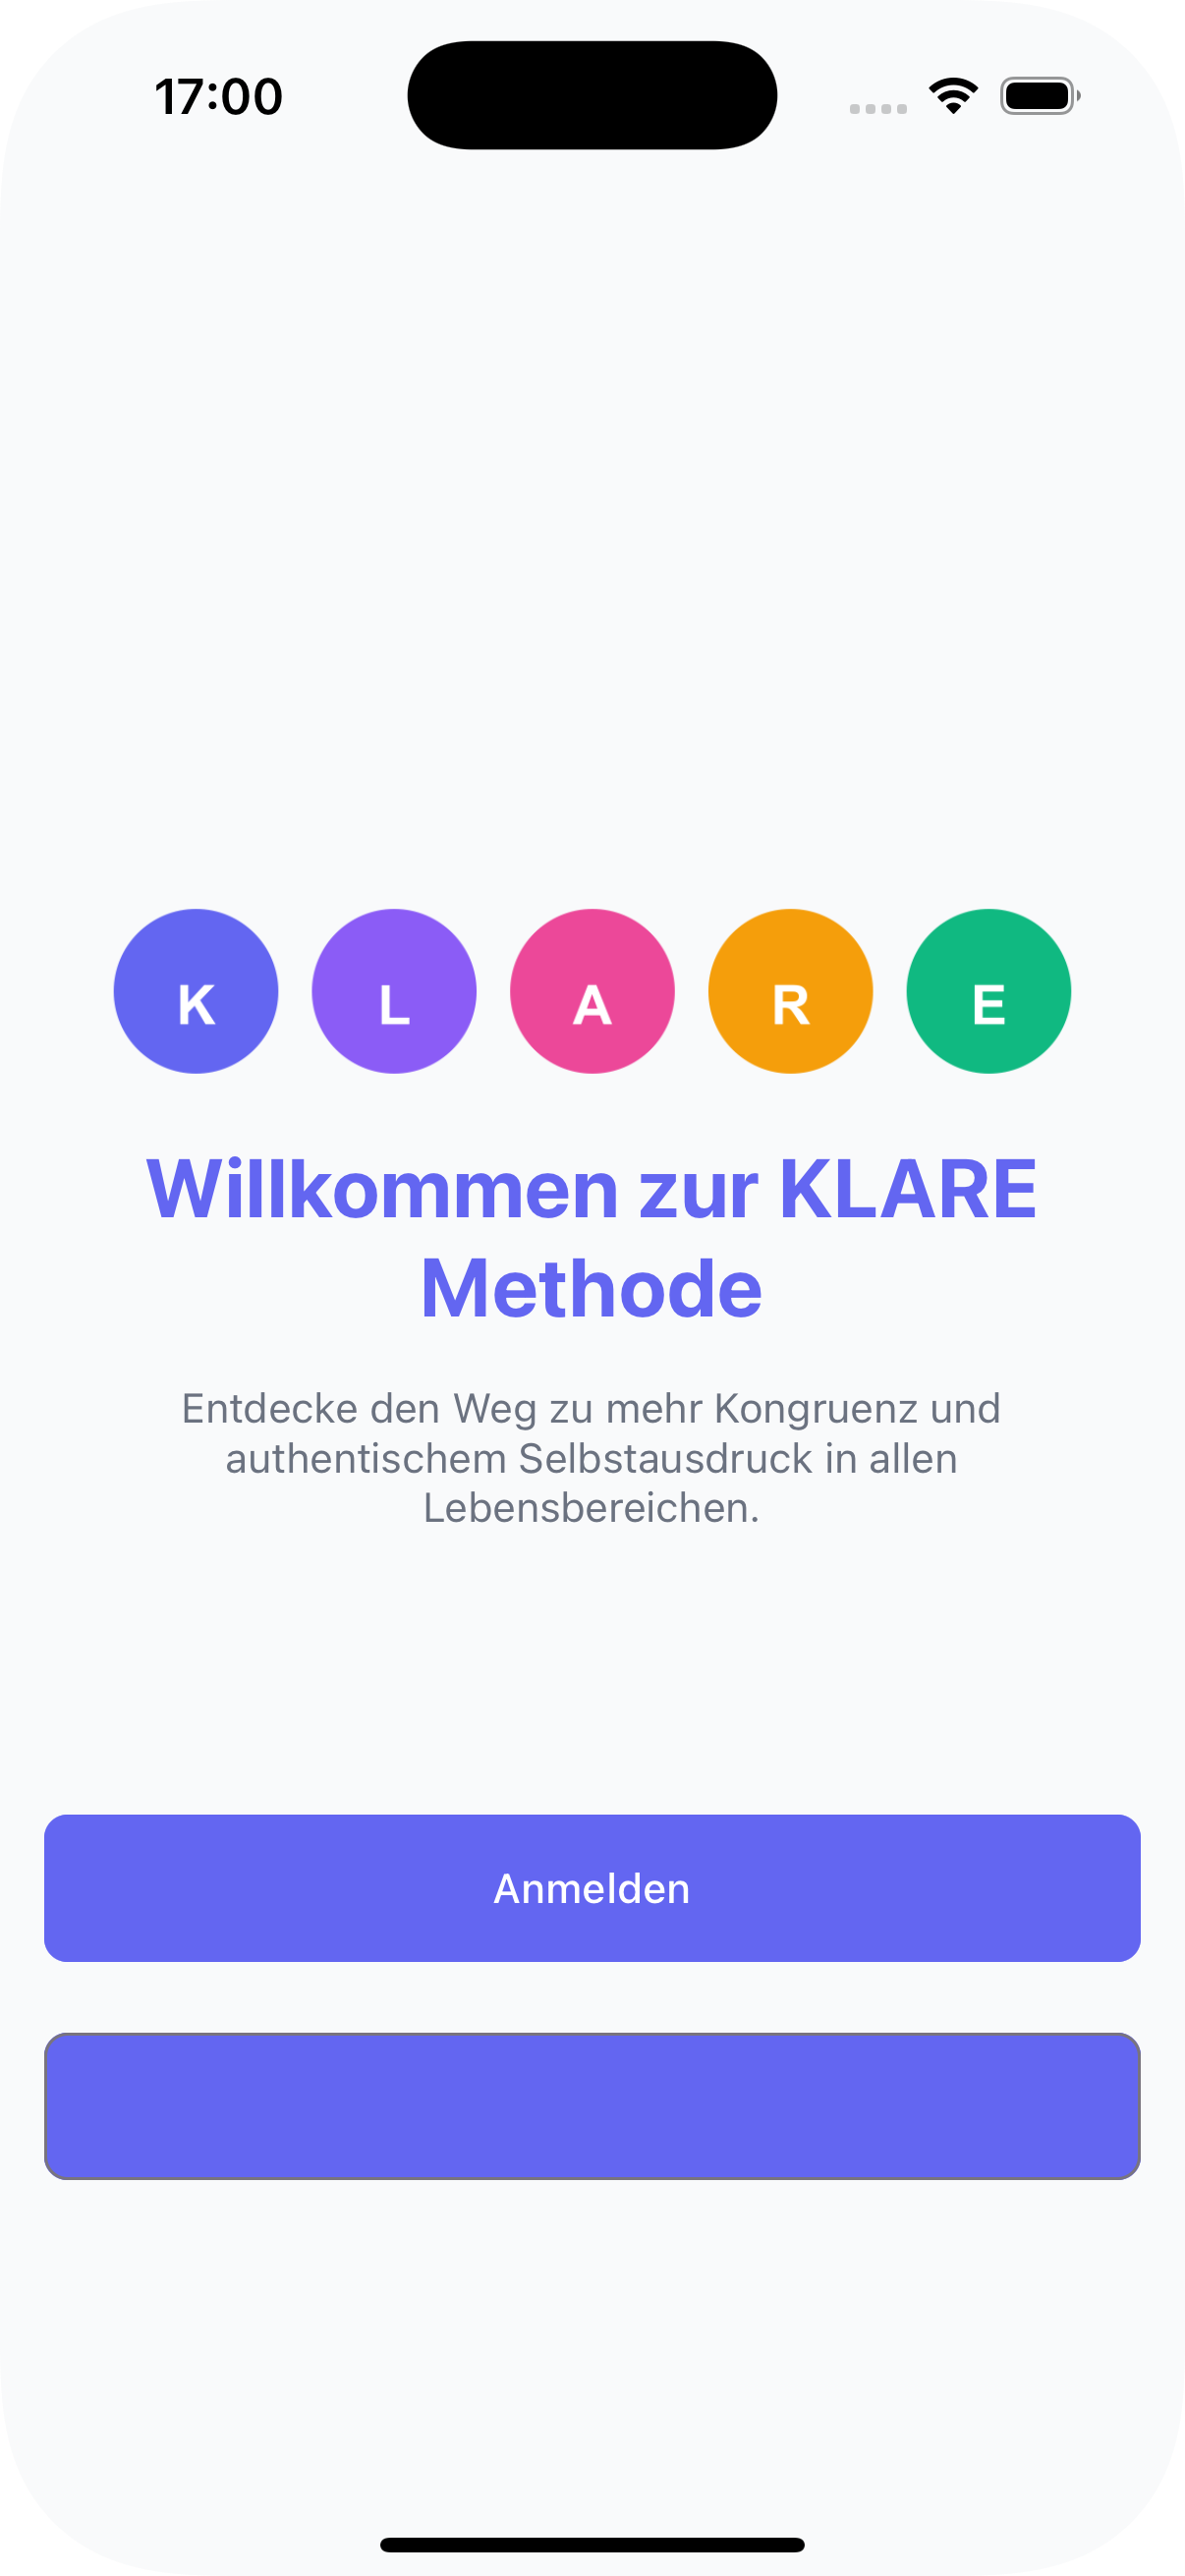 17:00
K L A R E
Willkommen zur KLARE
Methode
Entdecke den Weg zu mehr Kongruenz und
authentischem Selbstausdruck in allen
Lebensbereichen.
Anmelden